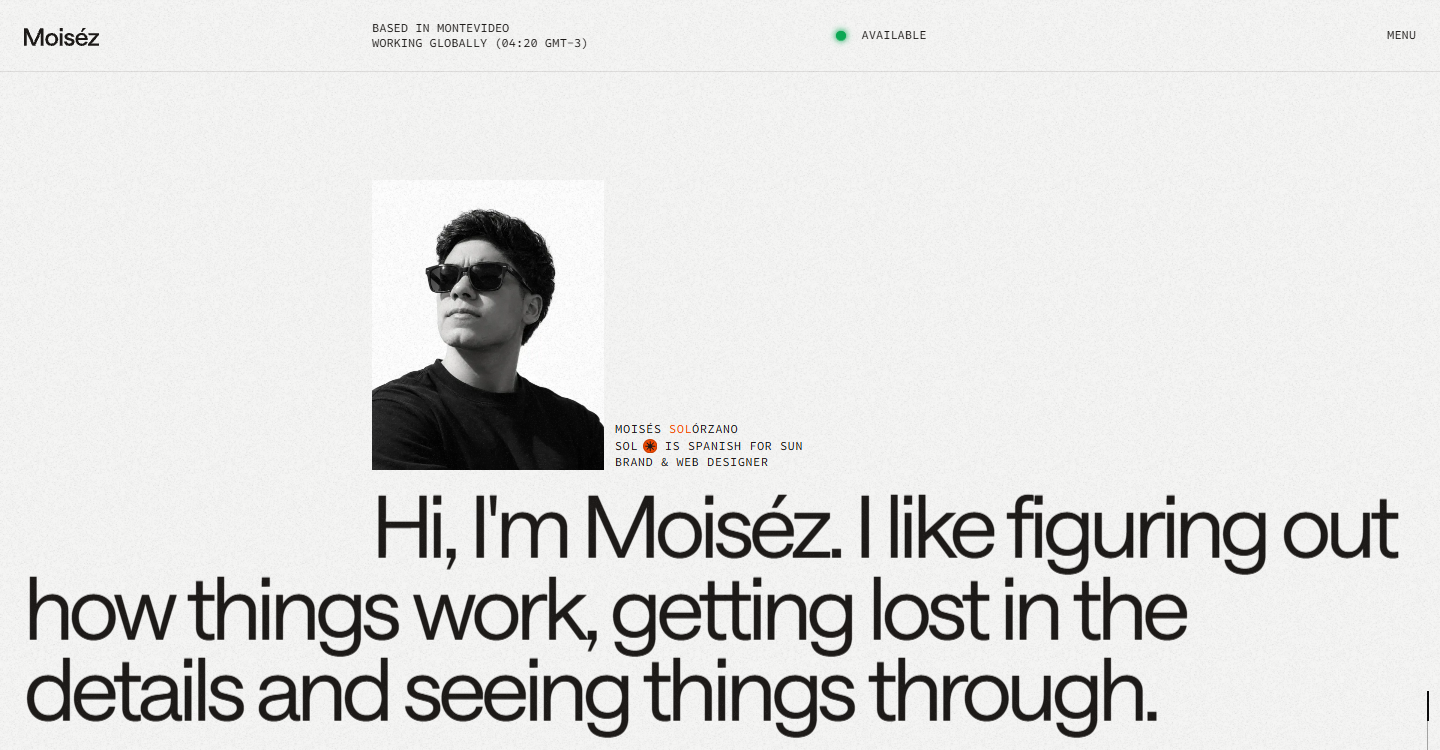 Moiséz
BASED IN MONTEVIDEO
WORKING GLOBALLY (04:20 GMT−3)
AVAILABLE
MENU
MOISÉS SOLÓRZANO
SOL IS SPANISH FOR SUN
BRAND & WEB DESIGNER
Hi, I'm Moiséz. I like figuring out
how things work, getting lost in the
details and seeing things through.